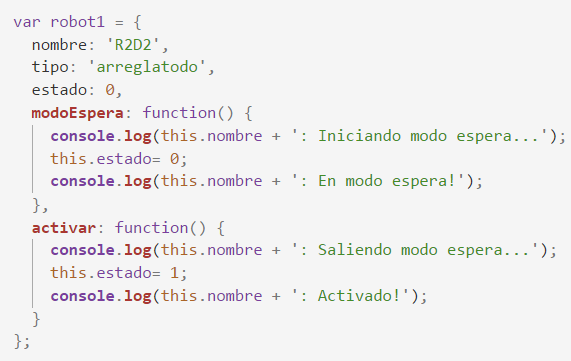 var robot1 = {
  nombre: 'R2D2',
  tipo: 'arreglatodo',
  estado: 0,
  modoEspera: function() {
    console.log(this.nombre + ': Iniciando modo espera...');
    this.estado= 0;
    console.log(this.nombre + ': En modo espera!');
  },
  activar: function() {
    console.log(this.nombre + ': Saliendo modo espera...');
    this.estado= 1;
    console.log(this.nombre + ': Activado!');
  }
};